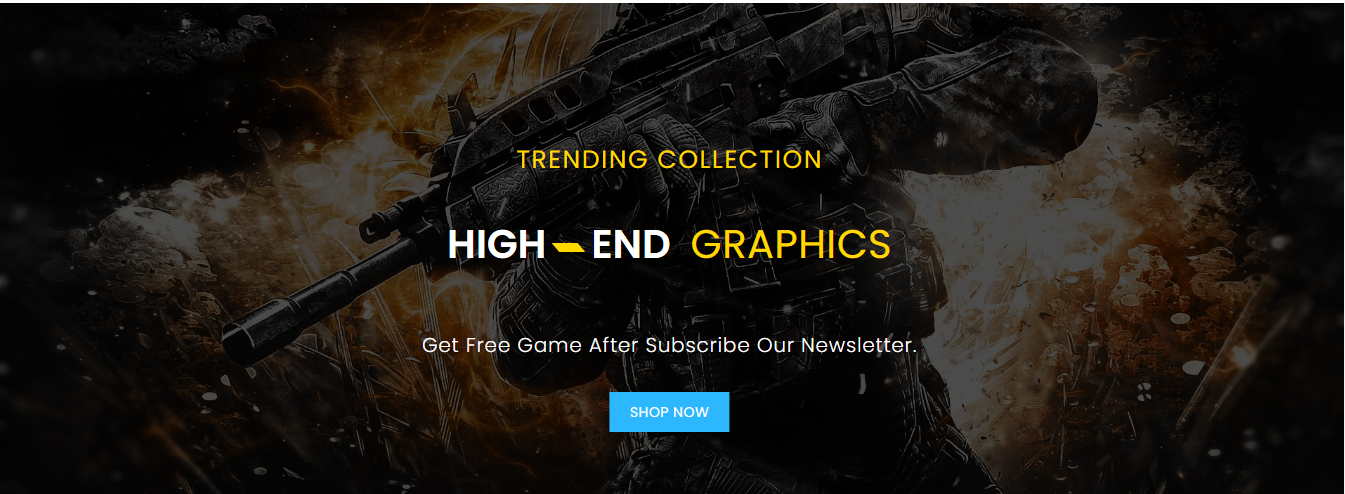 TRENDING COLLECTION
HIGH-END GRAPHICS
Get Free Game After Subscribe Our Newsletter.
SHOP NOW